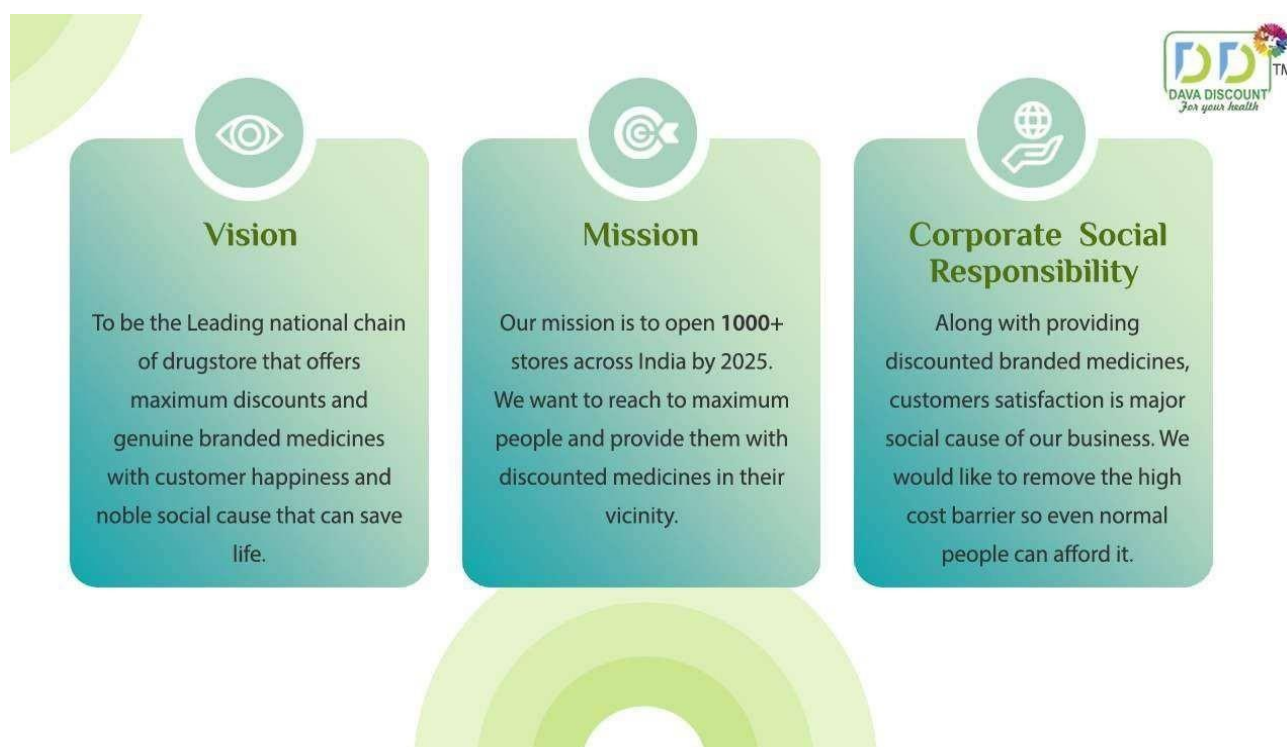 DD
TM
DAVA DISCOUNT
For your health
Vision
To be the Leading national chain
of drugstore that offers
maximum discounts and
genuine branded medicines
with customer happiness and
noble social cause that can save
life.
Mission
Our mission is to open 1000+
stores across India by 2025.
We want to reach to maximum
people and provide them with
discounted medicines in their
vicinity.
Corporate Social
Responsibility
Along with providing
discounted branded medicines,
customers satisfaction is major
social cause of our business. We
would like to remove the high
cost barrier so even normal
people can afford it.